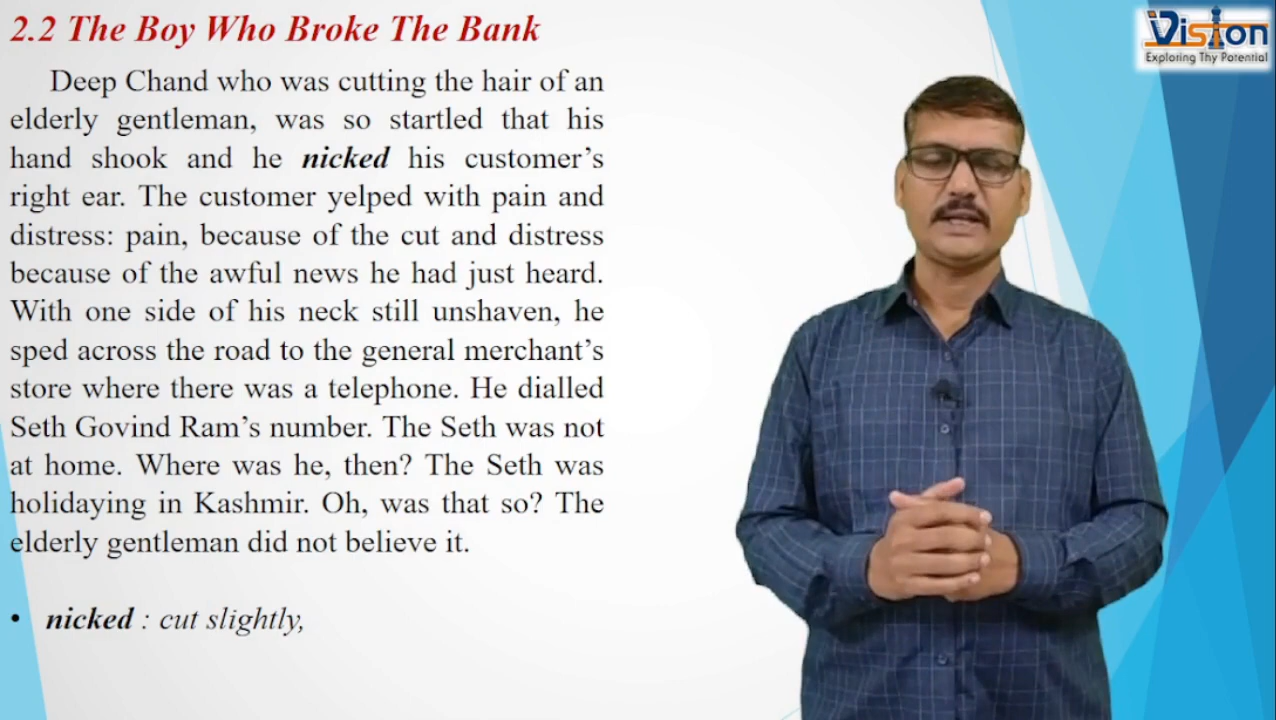 2.2 The Boy Who Broke The Bank
Vision
Exploring Thy Potential
Deep Chand who was cutting the hair of an
elderly gentleman, was so startled that his
hand shook and he nicked his customer's
right ear. The customer yelped with pain and
distress: pain, because of the cut and distress
because of the awful news he had just heard.
With one side of his neck still unshaven, he
sped across the road to the general merchant's
store where there was a telephone. He dialled
Seth Govind Ram's number. The Seth was not
at home. Where was he, then? The Seth was
holidaying in Kashmir. Oh, was that so? The
elderly gentleman did not believe it.
• nicked : cut slightly,